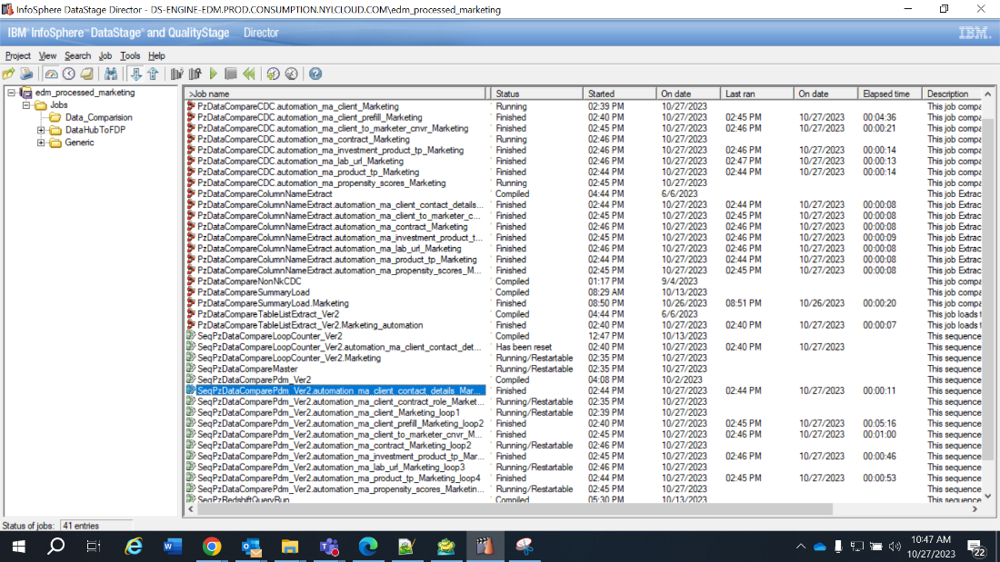 InfoSphere DataStage Director - DS-ENGINE-EDM.PROD.CONSUMPTION.NYLCLOUD.COM\edm_processed_marketing
IBM® InfoSphere™ DataStage® and QualityStage Director IBM.
Project View Search Job Tools Help
edm_processed_marketing
Jobs
Data_Comparision
DataHubToFDP
Generic
>Job name Status Started On date Last ran On date Elapsed time Description
PzDataCompareCDC.automation_ma_client_Marketing Running 02:39 PM 10/27/2023 This job compa
PzDataCompareCDC.automation_ma_client_prefill_Marketing Finished 02:40 PM 10/27/2023 02:45 PM 10/27/2023 00:04:36 This job compa
PzDataCompareCDC.automation_ma_client_to_marketer_cnvr_Marketing Finished 02:45 PM 10/27/2023 02:46 PM 10/27/2023 00:00:21 This job compa
PzDataCompareCDC.automation_ma_contract_Marketing Running 02:46 PM 10/27/2023 This job compa
PzDataCompareCDC.automation_ma_investment_product_tp_Marketing Finished 02:46 PM 10/27/2023 02:46 PM 10/27/2023 00:00:14 This job compa
PzDataCompareCDC.automation_ma_lab_url_Marketing Finished 02:46 PM 10/27/2023 02:47 PM 10/27/2023 00:00:13 This job compa
PzDataCompareCDC.automation_ma_product_tp_Marketing Finished 02:44 PM 10/27/2023 02:44 PM 10/27/2023 00:00:14 This job compa
PzDataCompareCDC.automation_ma_propensity_scores_Marketing Running 02:45 PM 10/27/2023 This job compa
PzDataCompareColumnNameExtract Compiled 04:44 PM 6/6/2023 This job Extrac
PzDataCompareColumnNameExtract.automation_ma_client_contact_details... Finished 02:44 PM 10/27/2023 02:44 PM 10/27/2023 00:00:08 This job Extrac
PzDataCompareColumnNameExtract.automation_ma_client_to_marketer_c... Finished 02:45 PM 10/27/2023 02:45 PM 10/27/2023 00:00:08 This job Extrac
PzDataCompareColumnNameExtract.automation_ma_contract_Marketing Finished 02:46 PM 10/27/2023 02:46 PM 10/27/2023 00:00:08 This job Extrac
PzDataCompareColumnNameExtract.automation_ma_investment_product_t... Finished 02:45 PM 10/27/2023 02:46 PM 10/27/2023 00:00:09 This job Extrac
PzDataCompareColumnNameExtract.automation_ma_lab_url_Marketing Finished 02:46 PM 10/27/2023 02:46 PM 10/27/2023 00:00:09 This job Extrac
PzDataCompareColumnNameExtract.automation_ma_product_tp_Marketing Finished 02:44 PM 10/27/2023 02:44 PM 10/27/2023 00:00:08 This job Extrac
PzDataCompareColumnNameExtract.automation_ma_propensity_scores_M... Finished 02:45 PM 10/27/2023 02:45 PM 10/27/2023 00:00:08 This job Extrac
PzDataCompareNonNkCDC Compiled 01:17 PM 9/4/2023 This job compa
PzDataCompareSummaryLoad Compiled 08:29 AM 10/13/2023 This job compa
PzDataCompareSummaryLoad.Marketing Finished 08:50 PM 10/26/2023 08:51 PM 10/26/2023 00:00:20 This job compa
PzDataCompareTableListExtract_Ver2 Compiled 04:44 PM 6/6/2023 This job loads t
PzDataCompareTableListExtract_Ver2.Marketing_automation Finished 02:40 PM 10/27/2023 02:40 PM 10/27/2023 00:00:07 This job loads t
SeqPzDataCompareLoopCounter_Ver2 Compiled 12:47 PM 10/13/2023 This sequence
SeqPzDataCompareLoopCounter_Ver2.automation_ma_client_contact_det... Has been reset 02:40 PM 10/27/2023 02:40 PM 10/27/2023 This sequence
SeqPzDataCompareLoopCounter_Ver2.Marketing Running/Restartable 02:35 PM 10/27/2023 This sequence
SeqPzDataCompareMaster Running/Restartable 02:35 PM 10/27/2023 This sequence
SeqPzDataComparePdm_Ver2 Compiled 04:08 PM 10/2/2023 This sequence
SeqPzDataComparePdm_Ver2.automation_ma_client_contact_details_Mar... Finished 02:44 PM 10/27/2023 02:44 PM 10/27/2023 00:00:11 This sequence
SeqPzDataComparePdm_Ver2.automation_ma_client_contract_role_Market... Running/Restartable 02:35 PM 10/27/2023 This sequence
SeqPzDataComparePdm_Ver2.automation_ma_client_Marketing_loop1 Running/Restartable 02:39 PM 10/27/2023 This sequence
SeqPzDataComparePdm_Ver2.automation_ma_client_prefill_Marketing_loop2 Finished 02:40 PM 10/27/2023 02:45 PM 10/27/2023 00:05:16 This sequence
SeqPzDataComparePdm_Ver2.automation_ma_client_to_marketer_cnvr_M... Finished 02:45 PM 10/27/2023 02:46 PM 10/27/2023 00:01:00 This sequence
SeqPzDataComparePdm_Ver2.automation_ma_contract_Marketing_loop2 Running/Restartable 02:46 PM 10/27/2023 This sequence
SeqPzDataComparePdm_Ver2.automation_ma_investment_product_tp_Mar... Finished 02:45 PM 10/27/2023 02:46 PM 10/27/2023 00:00:46 This sequence
SeqPzDataComparePdm_Ver2.automation_ma_lab_url_Marketing_loop3 Running/Restartable 02:46 PM 10/27/2023 This sequence
SeqPzDataComparePdm_Ver2.automation_ma_product_tp_Marketing_loop4 Finished 02:44 PM 10/27/2023 02:45 PM 10/27/2023 00:00:53 This sequence
SeqPzDataComparePdm_Ver2.automation_ma_propensity_scores_Marketin... Running/Restartable 02:45 PM 10/27/2023 This sequence
SeqPzRedshiftQueryRun Compiled 05:30 PM 10/13/2023 This sequence
Status of jobs: 41 entries
10:47 AM
10/27/2023
22